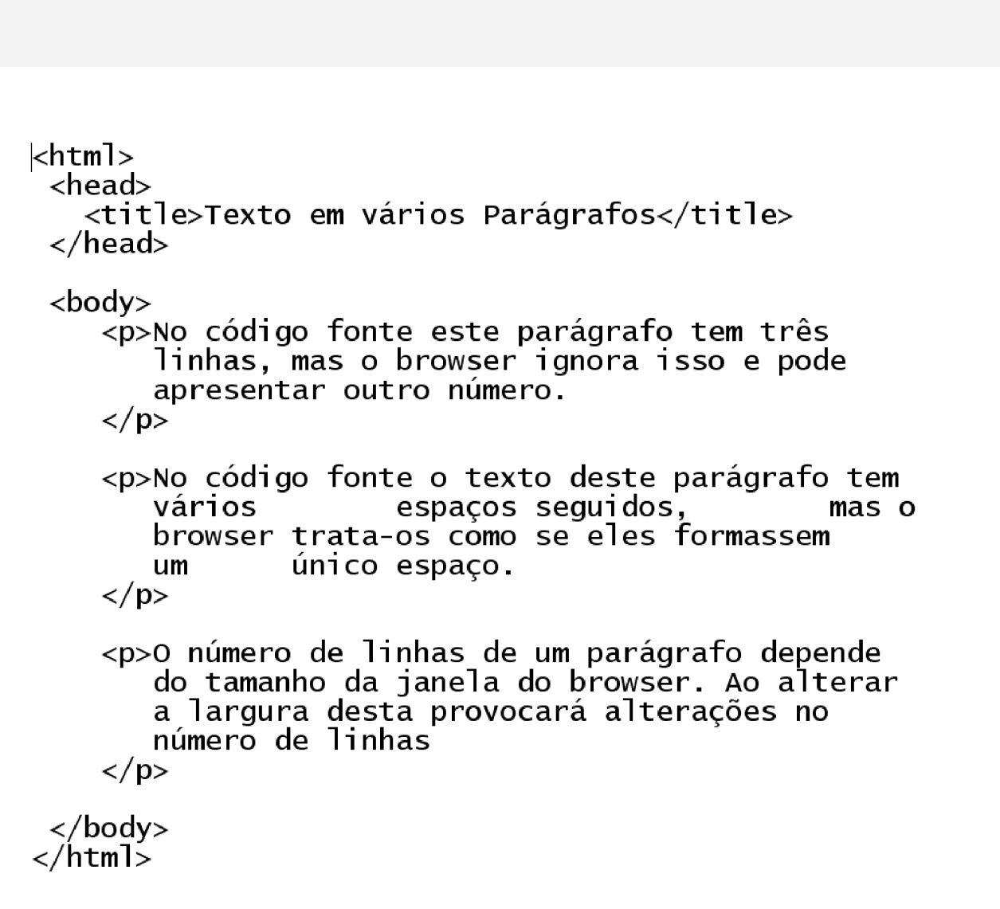 <html>
 <head>
   <title>Texto em vários Parágrafos</title>
 </head>

 <body>
    <p>No código fonte este parágrafo tem três
       linhas, mas o browser ignora isso e pode
       apresentar outro número.
    </p>

    <p>No código fonte o texto deste parágrafo tem
       vários        espaços seguidos,        mas o
       browser trata-os como se eles formassem
       um      único espaço.
    </p>

    <p>O número de linhas de um parágrafo depende
       do tamanho da janela do browser. Ao alterar
       a largura desta provocará alterações no
       número de linhas
    </p>

 </body>
</html>